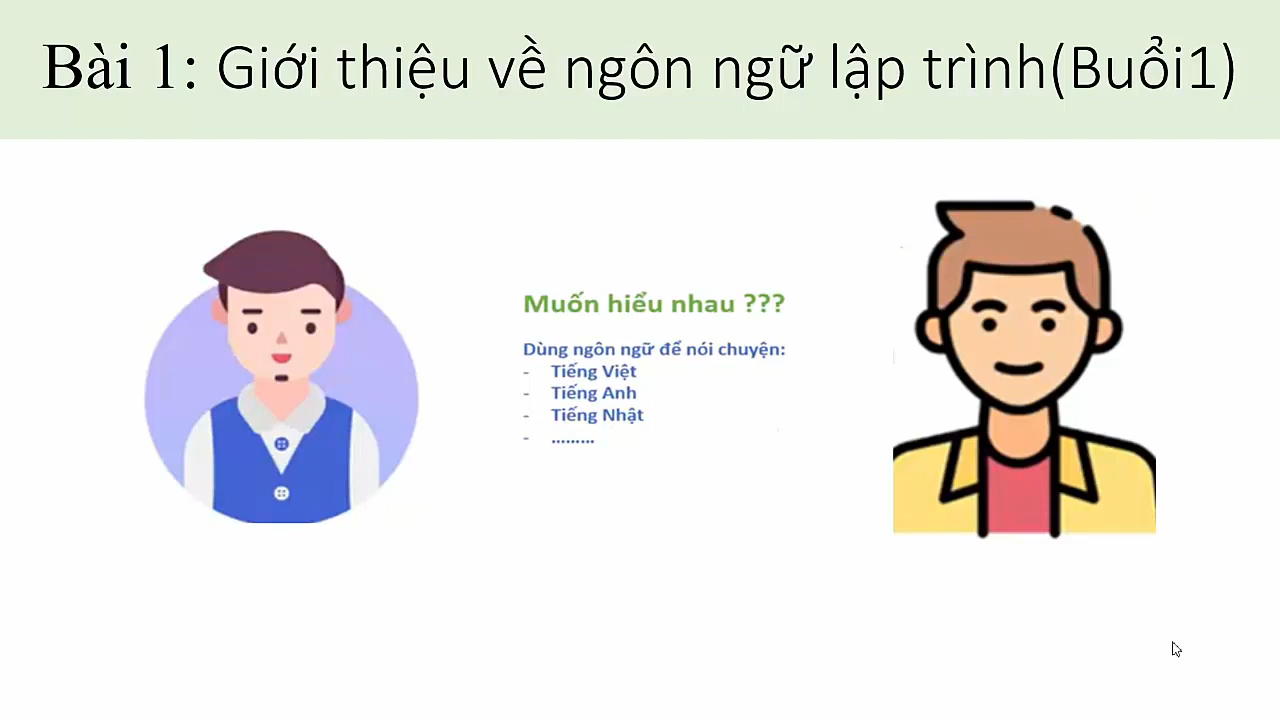 Bài 1: Giới thiệu về ngôn ngữ lập trình(Buổi1)
Muốn hiểu nhau ???
Dùng ngôn ngữ để nói chuyện:
- Tiếng Việt
- Tiếng Anh
- Tiếng Nhật
- .........